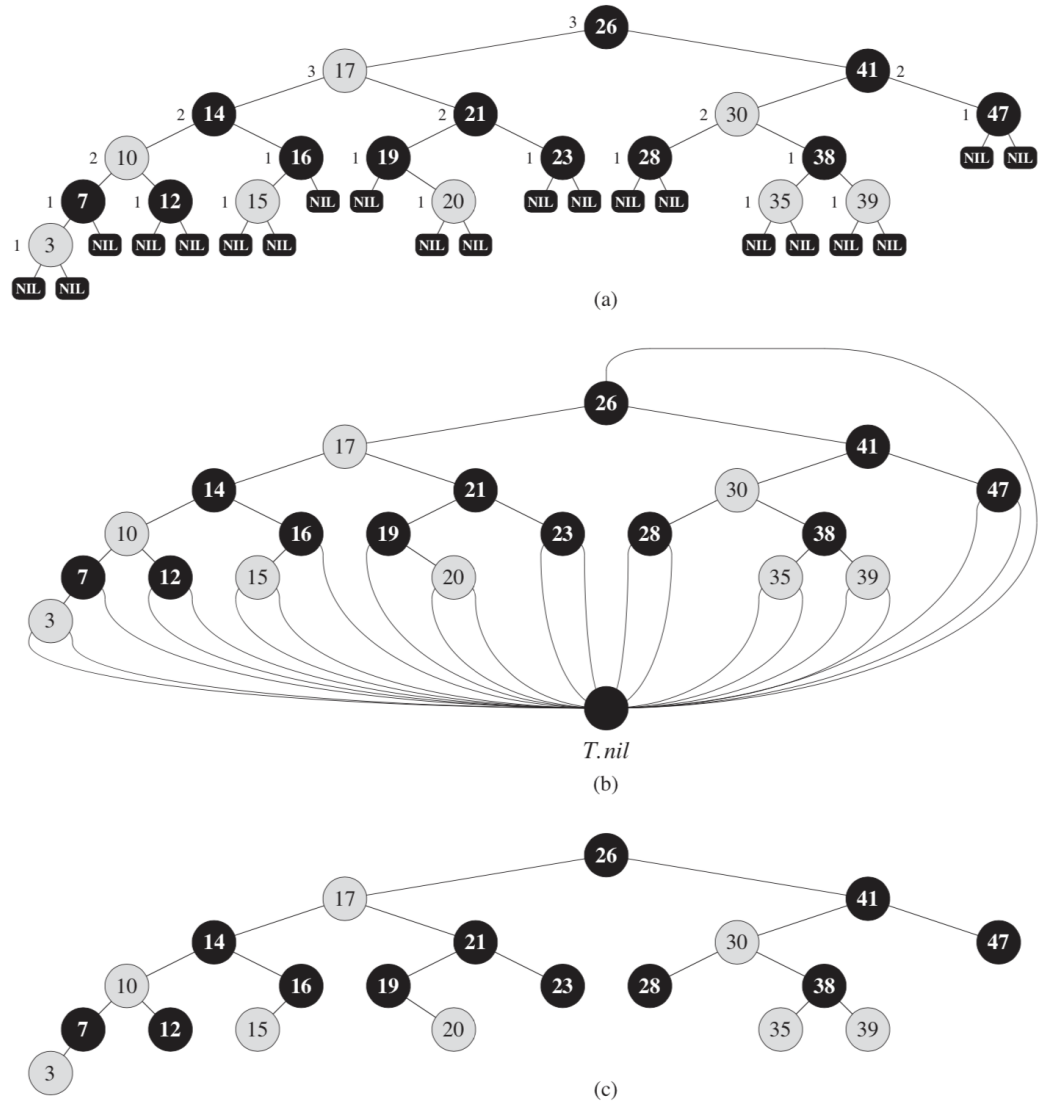 3 26
3 17 41 2
2 14 2 21 2 30 1 47
2 10 1 16 1 19 1 23 1 28 1 38 NIL NIL
1 7 1 12 1 15 NIL NIL 1 20 NIL NIL NIL NIL 1 35 1 39
1 3 NIL NIL NIL NIL NIL NIL NIL NIL NIL NIL NIL
NIL NIL
(a)
26
17 41
14 21 30 47
10 16 19 23 28 38
7 12 15 20 35 39
3
T.nil
(b)
26
17 41
14 21 30 47
10 16 19 23 28 38
7 12 15 20 35 39
3
(c)